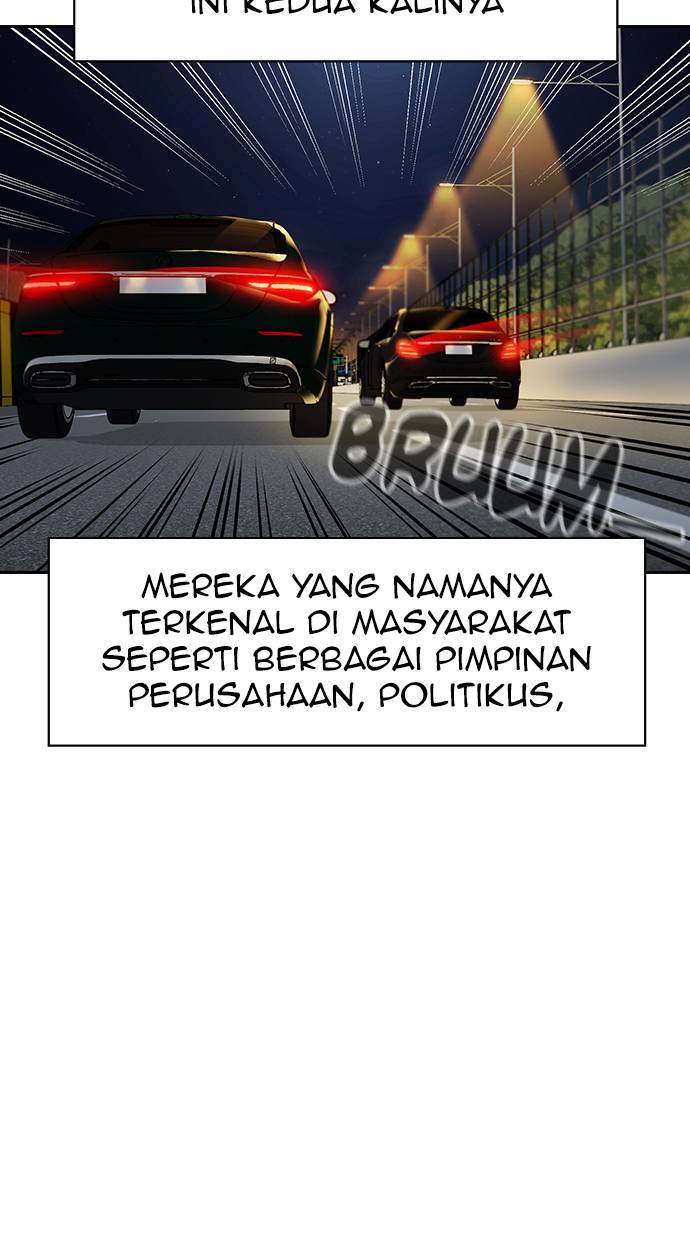 INI KEDUA KALINYA
BRUUM
MEREKA YANG NAMANYA
TERKENAL DI MASYARAKAT
SEPERTI BERBAGAI PIMPINAN
PERUSAHAAN, POLITIKUS,